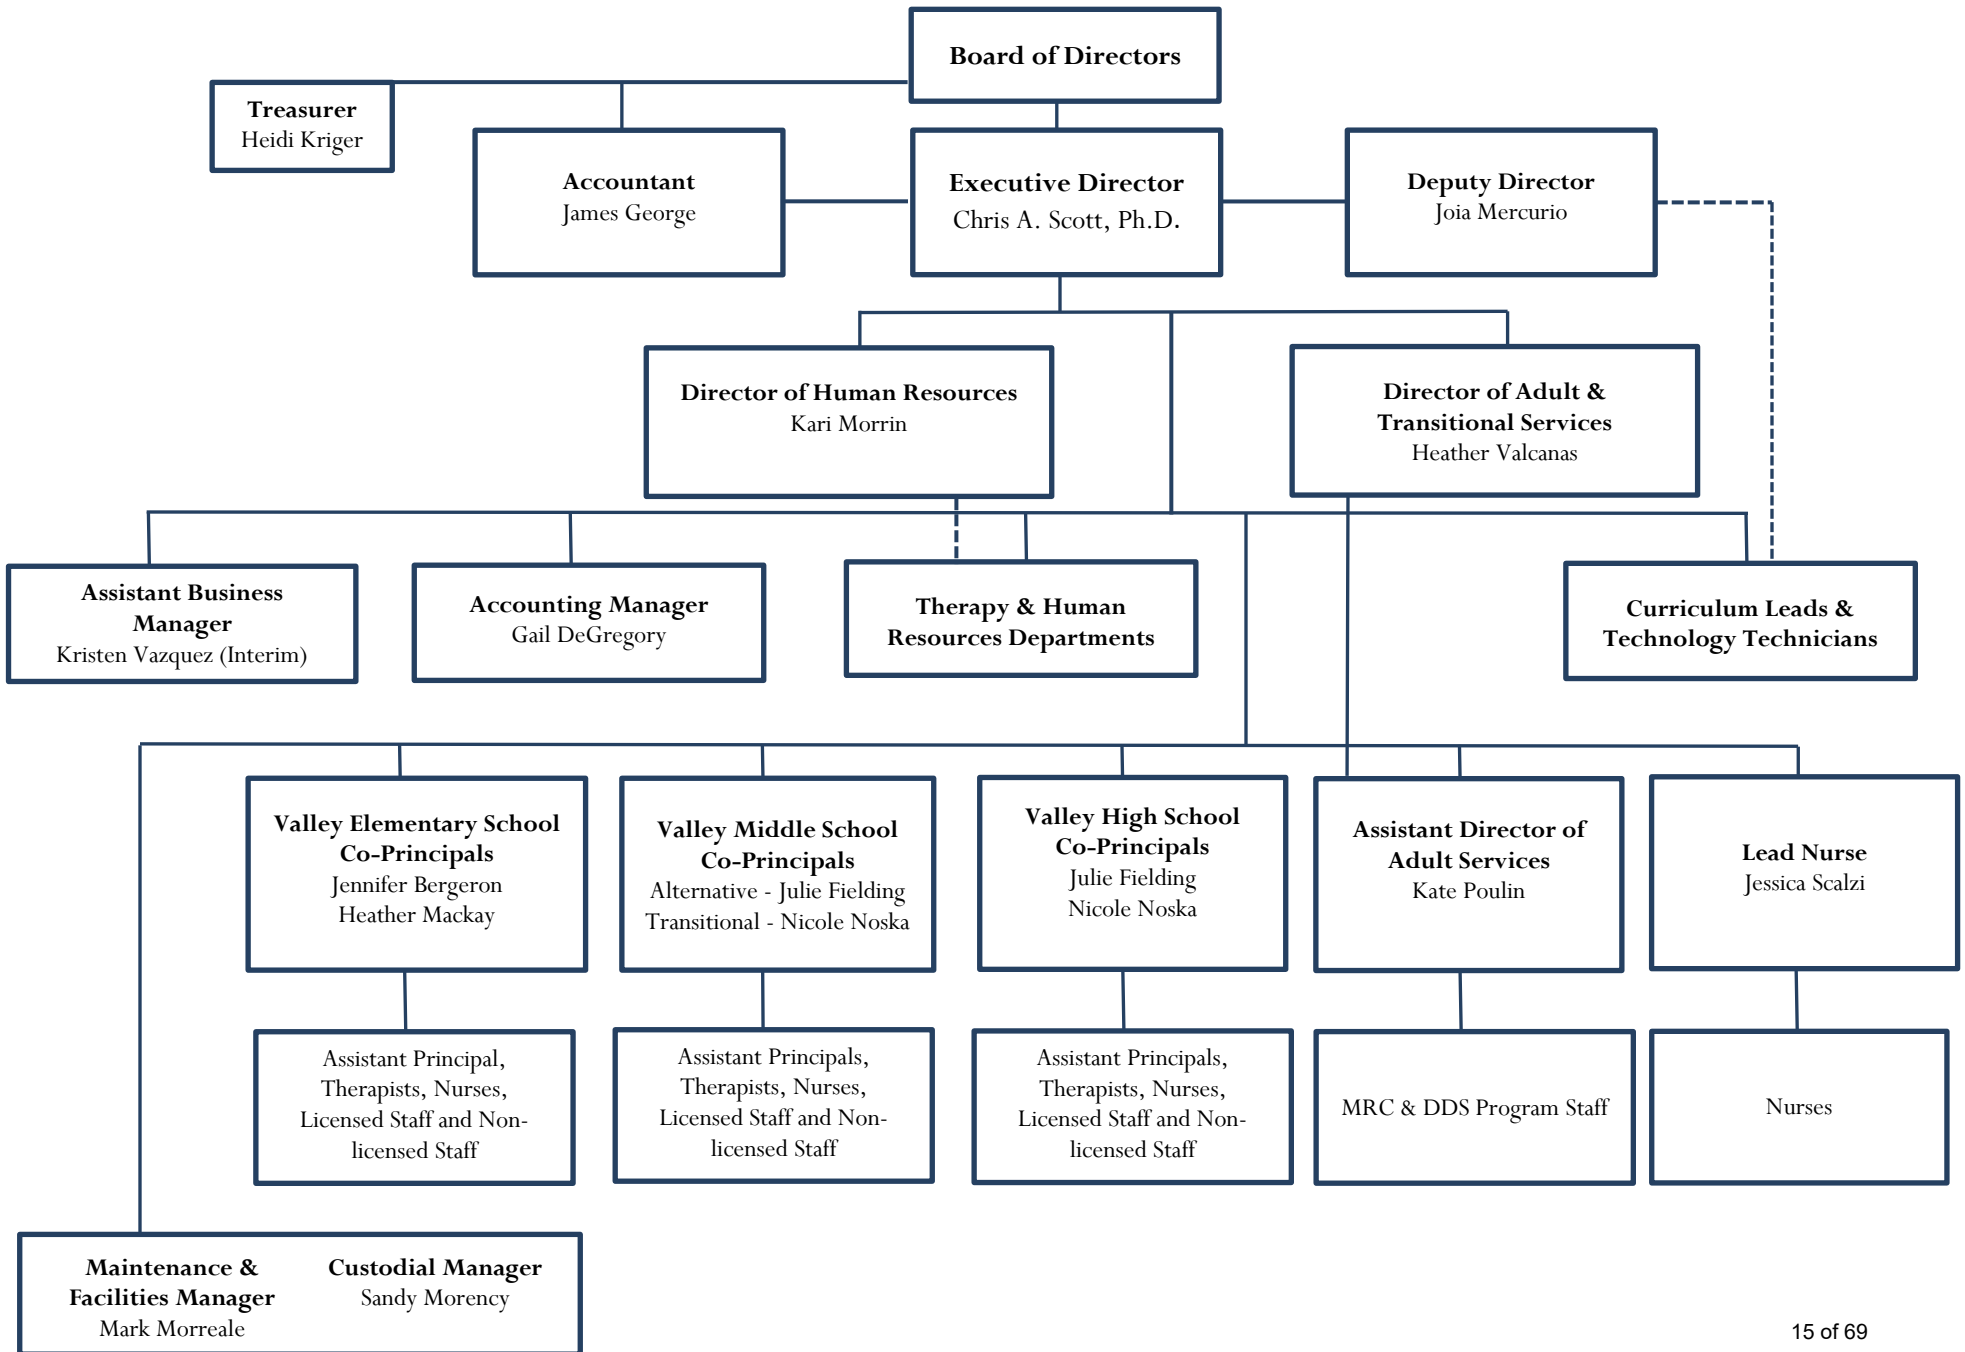 Board of Directors
Treasurer
Heidi Kriger
Accountant
James George
Executive Director
Chris A. Scott, Ph.D.
Deputy Director
Joia Mercurio
Director of Human Resources
Kari Morrin
Director of Adult &
Transitional Services
Heather Valcanas
Assistant Business
Manager
Kristen Vazquez (Interim)
Accounting Manager
Gail DeGregory
Therapy & Human
Resources Departments
Curriculum Leads &
Technology Technicians
Valley Elementary School
Co-Principals
Jennifer Bergeron
Heather Mackay
Valley Middle School
Co-Principals
Alternative - Julie Fielding
Transitional - Nicole Noska
Valley High School
Co-Principals
Julie Fielding
Nicole Noska
Assistant Director of
Adult Services
Kate Poulin
Lead Nurse
Jessica Scalzi
Assistant Principal,
Therapists, Nurses,
Licensed Staff and Non-
licensed Staff
Assistant Principals,
Therapists, Nurses,
Licensed Staff and Non-
licensed Staff
Assistant Principals,
Therapists, Nurses,
Licensed Staff and Non-
licensed Staff
MRC & DDS Program Staff
Nurses
Maintenance &
Facilities Manager
Mark Morreale
Custodial Manager
Sandy Morency
15 of 69